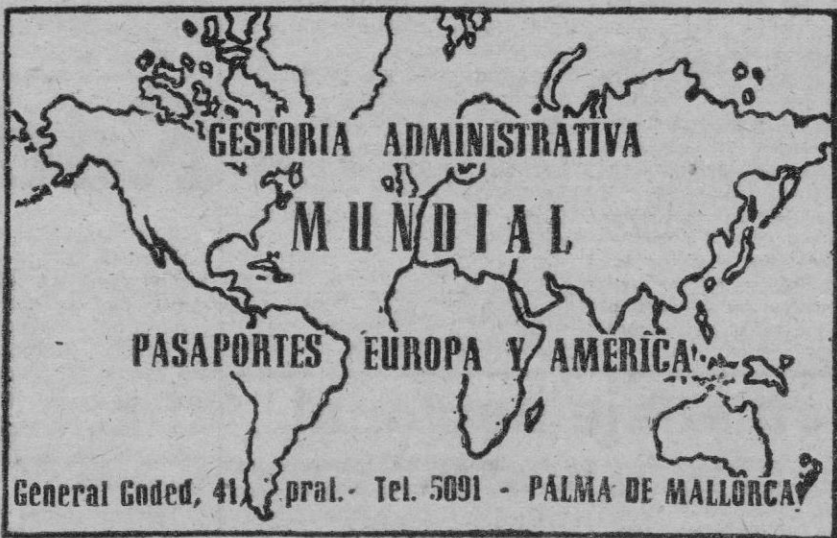 GESTORIA ADMINISTRATIVA
MUNDIAL
PASAPORTES EUROPA Y AMERICA
General Goded, 41, pral. - Tel. 5091 - PALMA DE MALLORCA